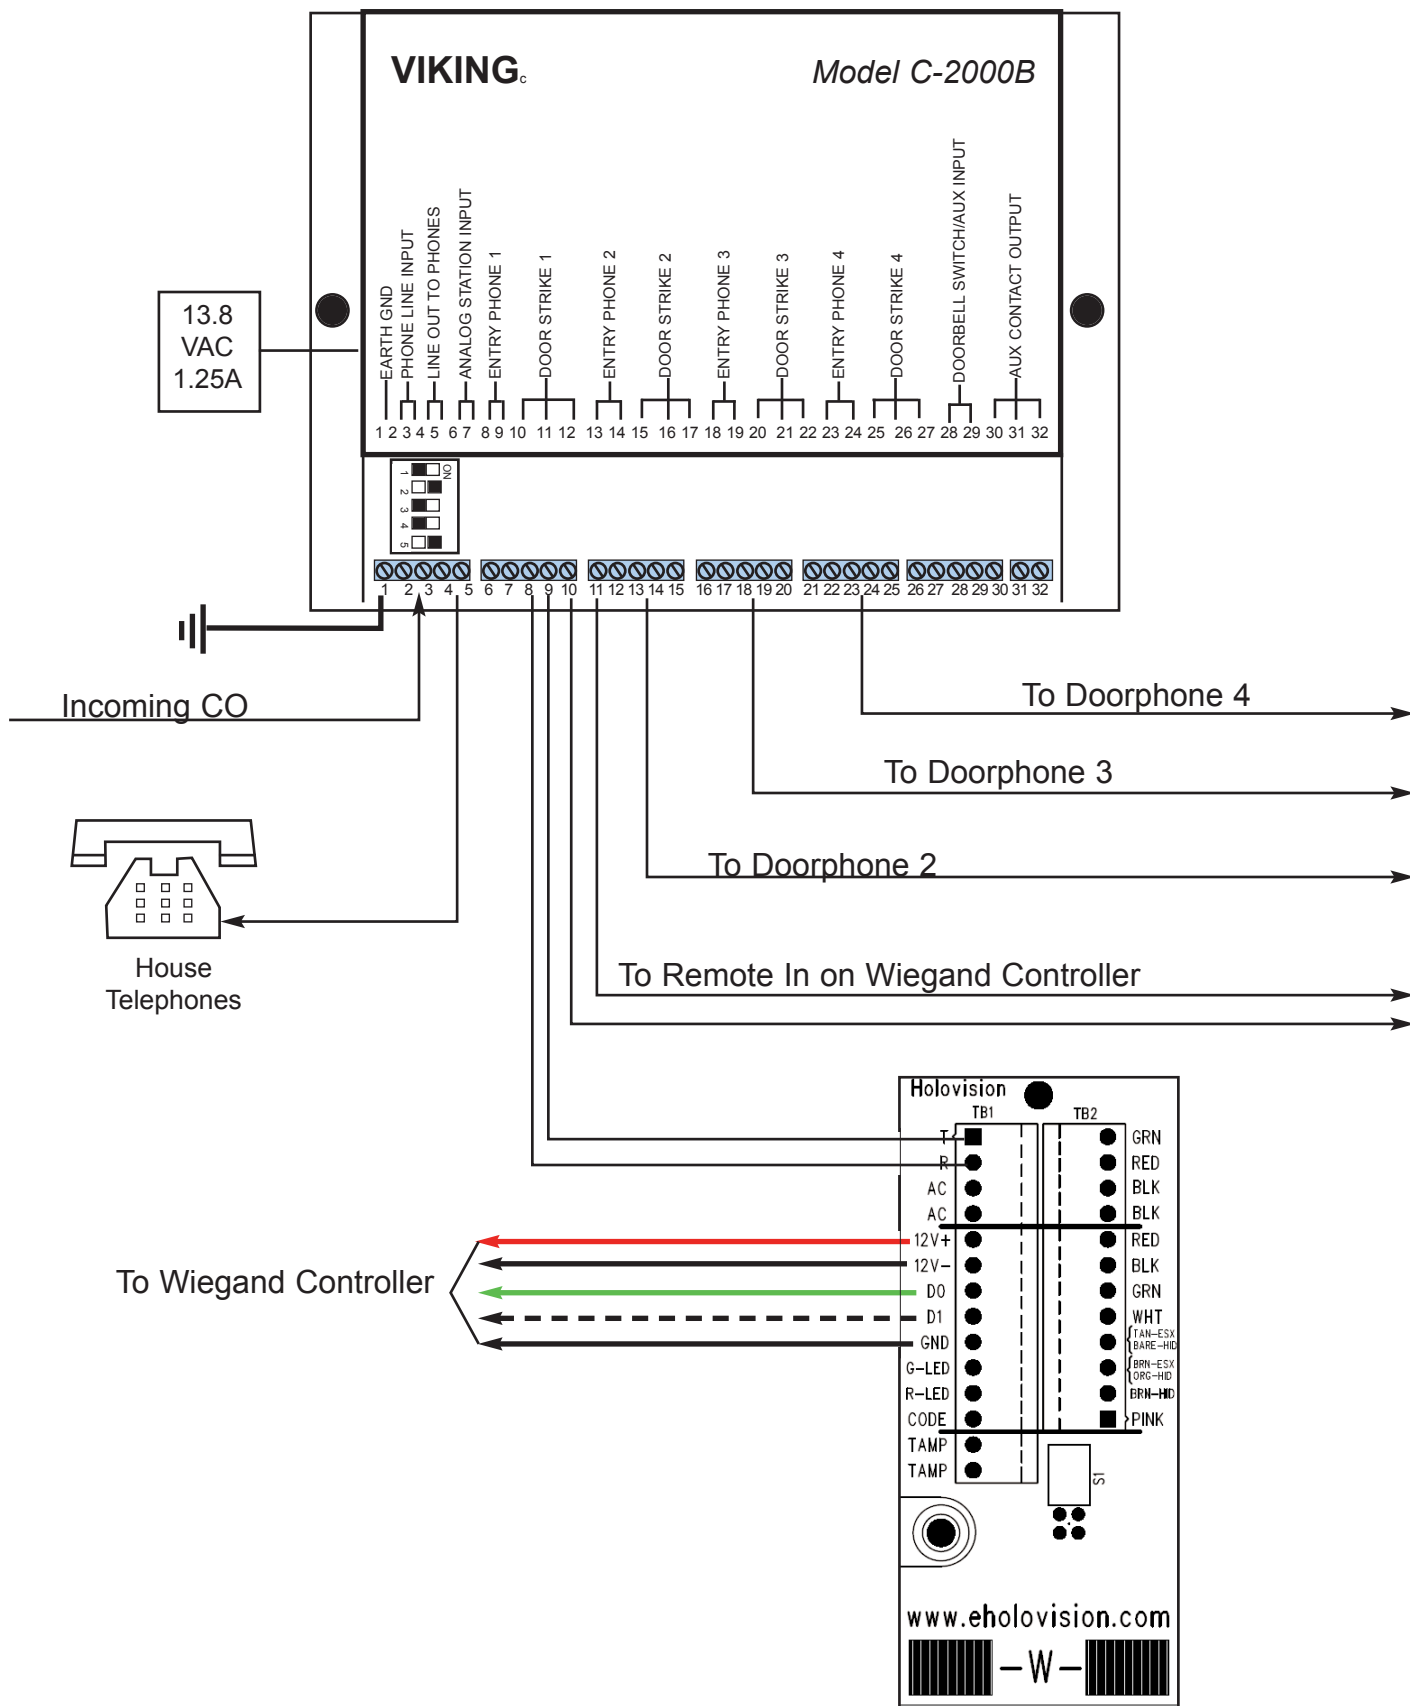 VIKINGc
Model C-2000B
13.8
VAC
1.25A
EARTH GND
PHONE LINE INPUT
LINE OUT TO PHONES
ANALOG STATION INPUT
ENTRY PHONE 1
DOOR STRIKE 1
ENTRY PHONE 2
DOOR STRIKE 2
ENTRY PHONE 3
DOOR STRIKE 3
ENTRY PHONE 4
DOOR STRIKE 4
DOORBELL SWITCH/AUX INPUT
AUX CONTACT OUTPUT
1 2 3 4 5 6 7 8 9 10 11 12 13 14 15 16 17 18 19 20 21 22 23 24 25 26 27 28 29 30 31 32
ON
1
2
3
4
5
1 2 3 4 5 6 7 8 9 10 11 12 13 14 15 16 17 18 19 20 21 22 23 24 25 26 27 28 29 30 31 32
Incoming CO
To Doorphone 4
To Doorphone 3
To Doorphone 2
House
Telephones
To Remote In on Wiegand Controller
Holovision
TB1 TB2
T GRN
R RED
AC BLK
AC BLK
12V+ RED
12V- BLK
D0 GRN
D1 WHT
GND TAN-ESX
BARE-HID
G-LED BRN-ESX
ORG-HID
R-LED BRN-HID
CODE PINK
TAMP
TAMP
S1
To Wiegand Controller
www.eholovision.com
-W-